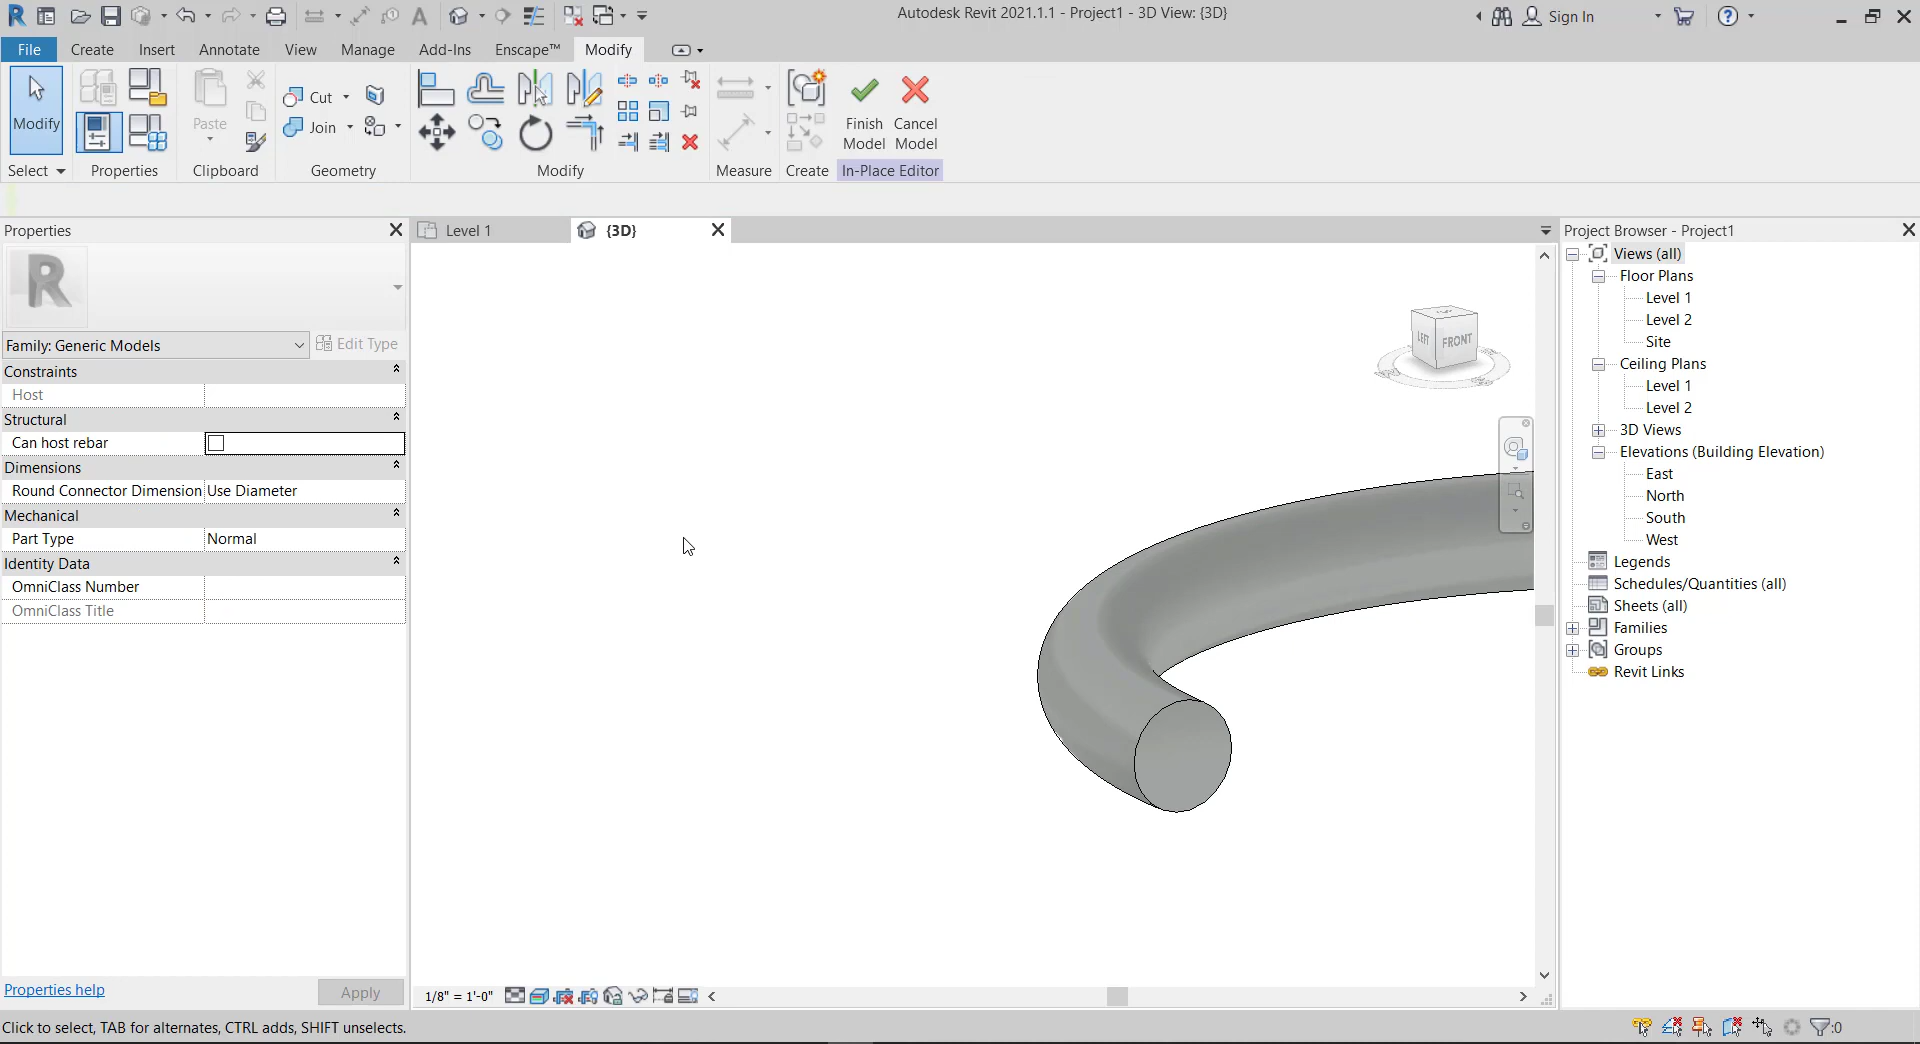 Autodesk Revit 2021.1.1 - Project1 - 3D View: {3D}
Sign In
File
Create
Insert
Annotate
View
Manage
Add-Ins
Enscape™
Modify
Modify
Paste
Cut
Join
Finish Model
Cancel Model
Select
Properties
Clipboard
Geometry
Modify
Measure
Create
In-Place Editor
Properties
Level 1
{3D}
Project Browser - Project1
R
Family: Generic Models
Edit Type
Constraints
Host
Structural
Can host rebar
Dimensions
Round Connector Dimension Use Diameter
Mechanical
Part Type Normal
Identity Data
OmniClass Number
OmniClass Title
LEFT
FRONT
Views (all)
Floor Plans
Level 1
Level 2
Site
Ceiling Plans
Level 1
Level 2
3D Views
Elevations (Building Elevation)
East
North
South
West
Legends
Schedules/Quantities (all)
Sheets (all)
Families
Groups
Revit Links
Properties help
Apply
1/8" = 1'-0"
Click to select, TAB for alternates, CTRL adds, SHIFT unselects.
:0